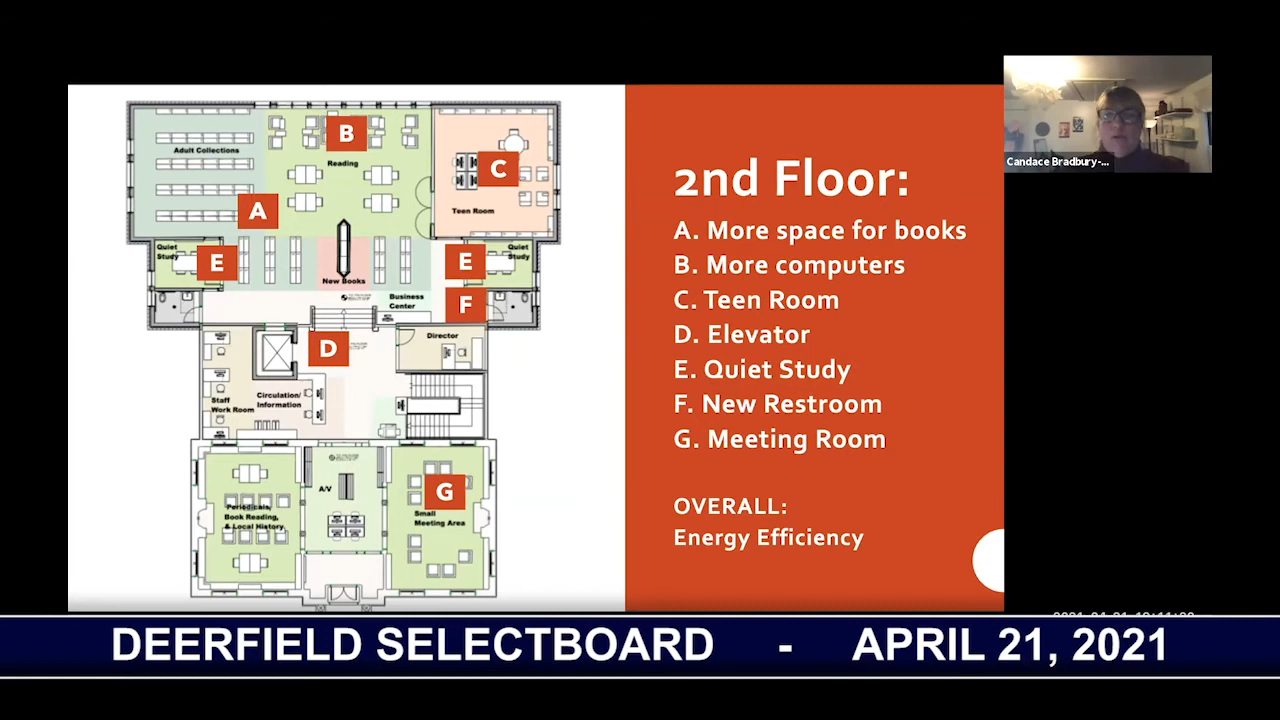 Adult Collections
B
Reading
C
Teen Room
A
Quiet
Study
E
E
Quiet
Study
New Books
F
Business
Center
D
Director
Circulation/
Information
Staff
Work Room
A/V
G
Periodicals,
Book Reading,
& Local History
Small
Meeting Area
2nd Floor:
A. More space for books
B. More computers
C. Teen Room
D. Elevator
E. Quiet Study
F. New Restroom
G. Meeting Room
OVERALL:
Energy Efficiency
Candace Bradbury-...
DEERFIELD SELECTBOARD - APRIL 21, 2021